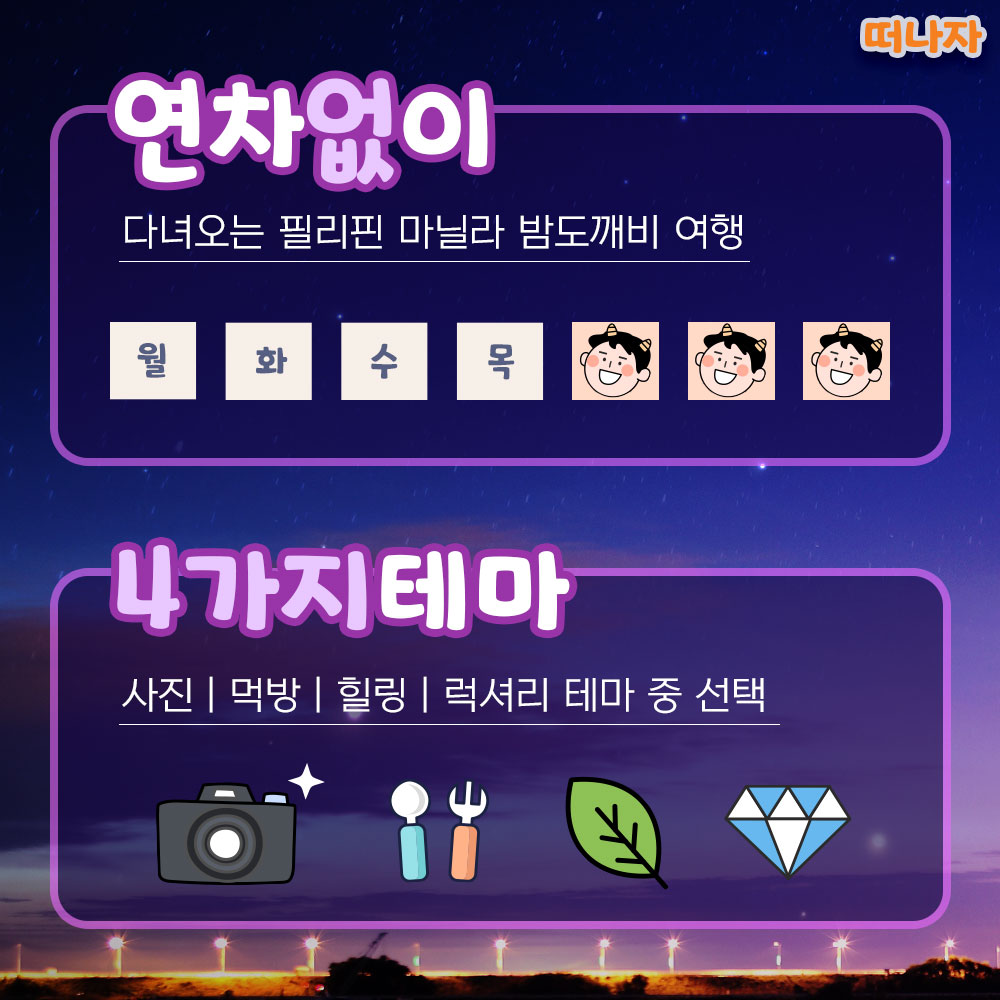 떠나자
연차없이
다녀오는 필리핀 마닐라 밤도깨비 여행
월 화 수 목
4가지테마
사진 | 먹방 | 힐링 | 럭셔리 테마 중 선택